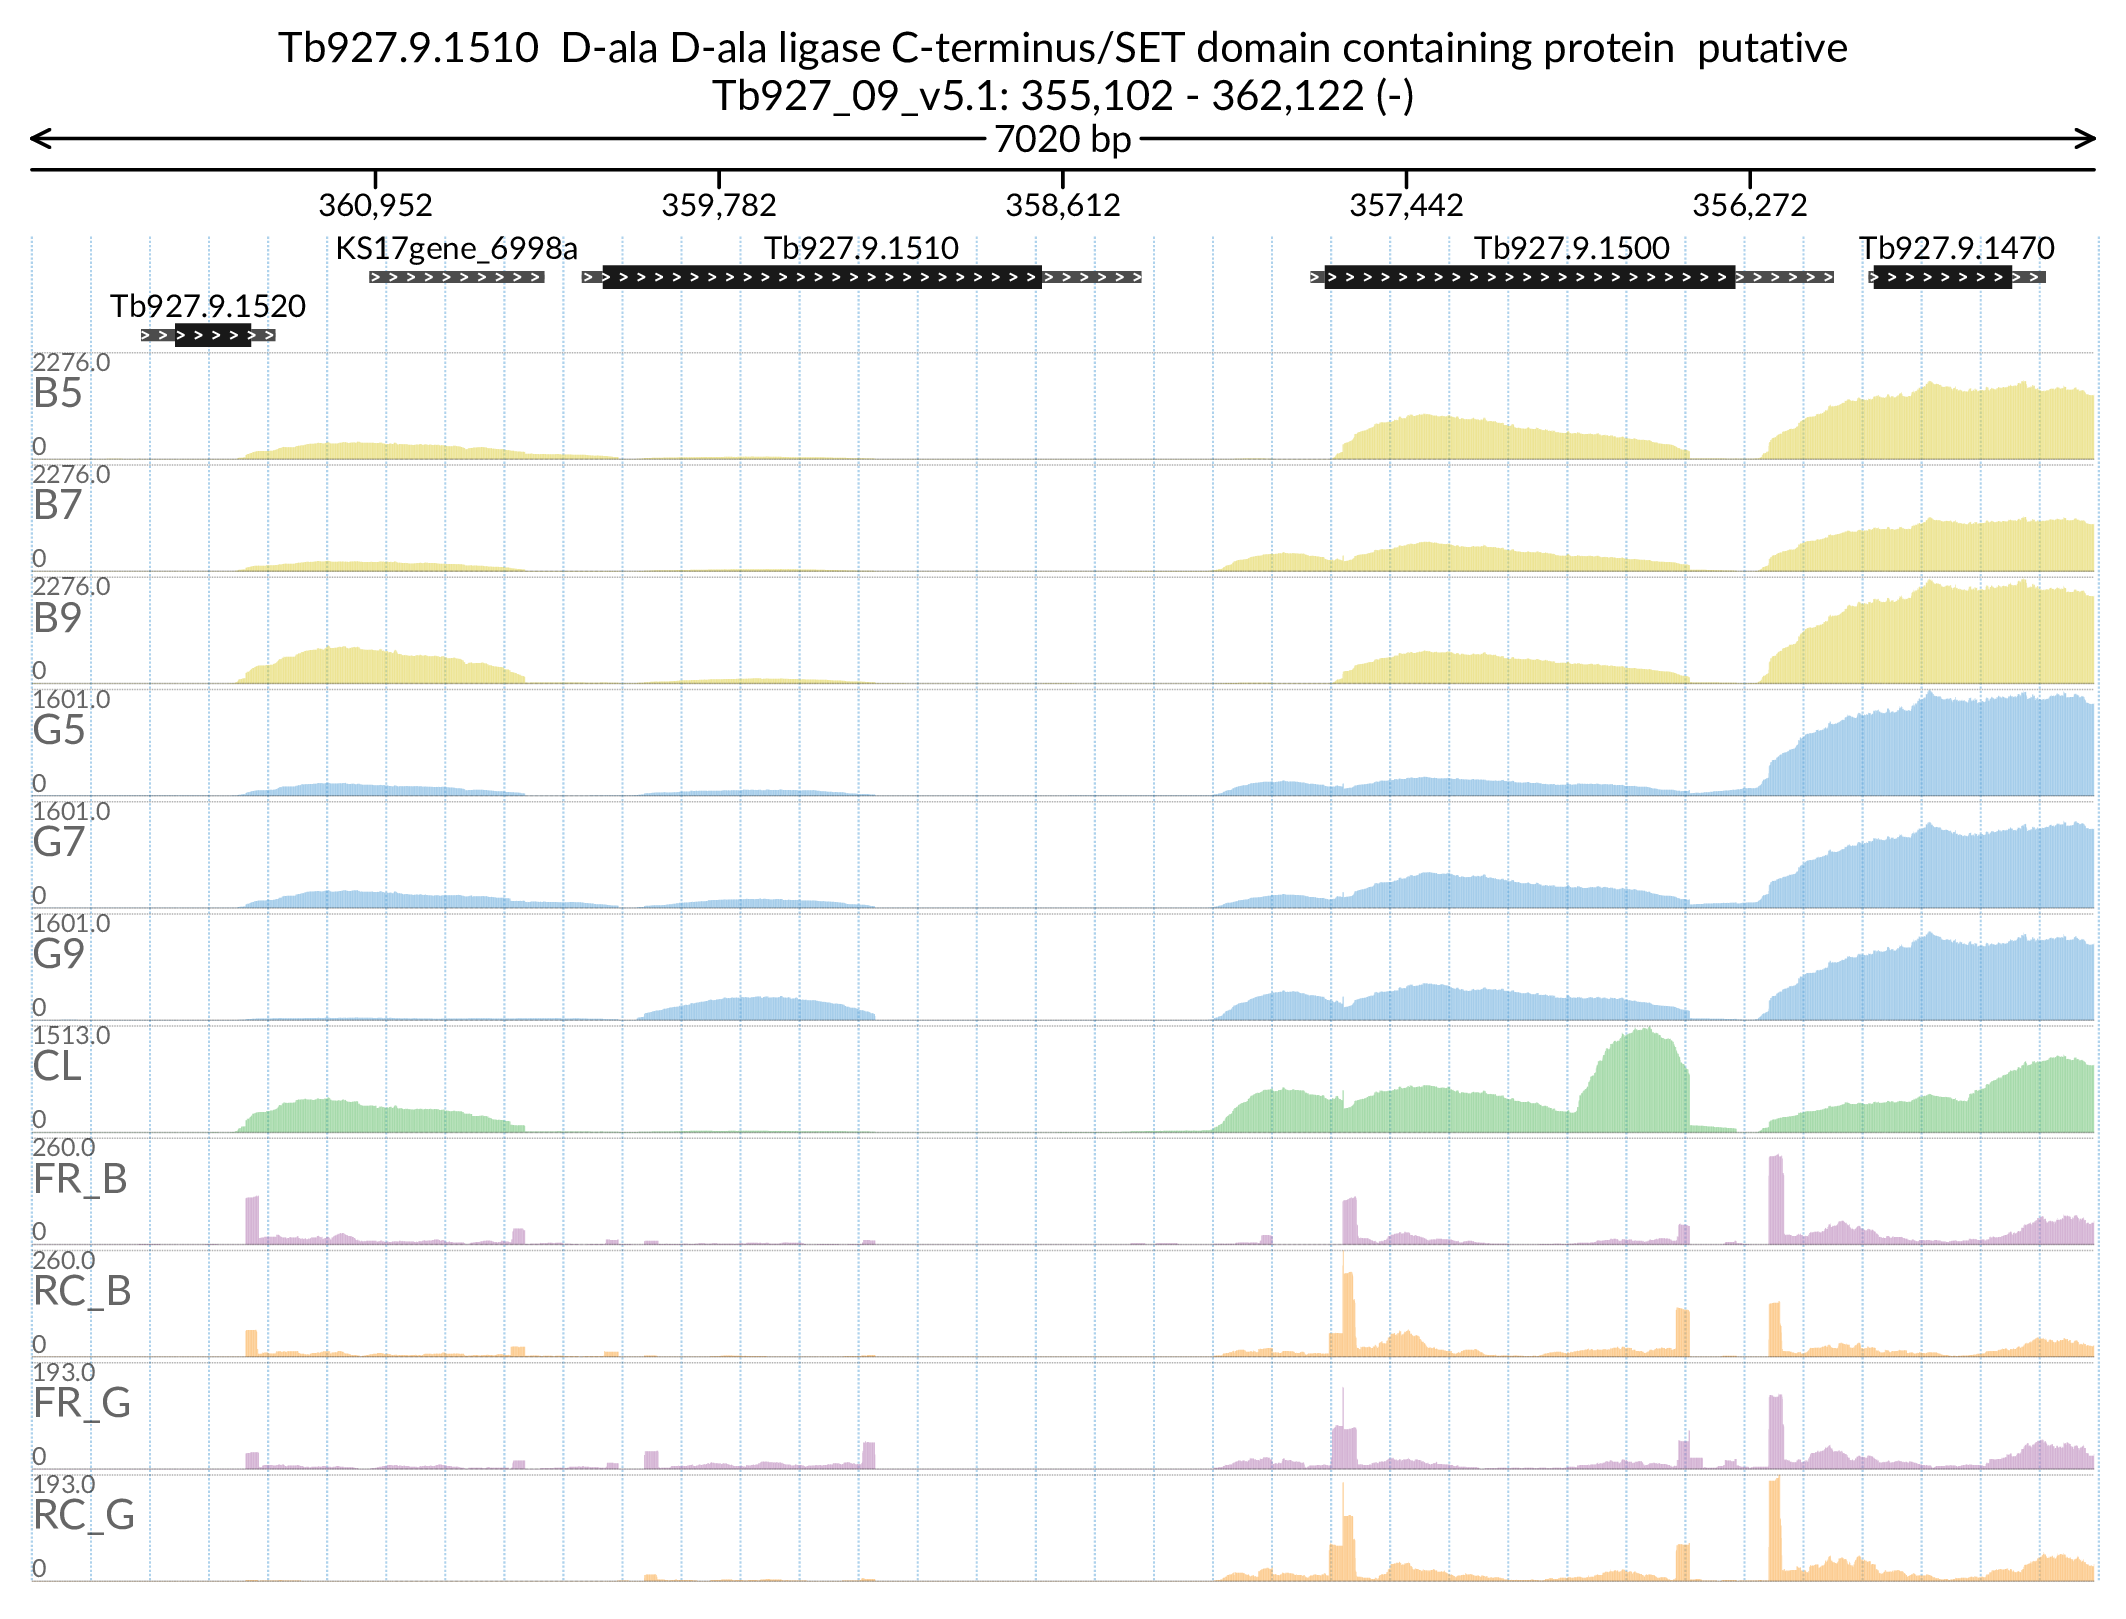 Tb927.9.1510  D-ala D-ala ligase C-terminus/SET domain containing protein  putative
Tb927_09_v5.1: 355,102 - 362,122 (-)
7020 bp
360,952 359,782 358,612 357,442 356,272
KS17gene_6998a Tb927.9.1510 Tb927.9.1500 Tb927.9.1470
Tb927.9.1520
2276.0
B5
0
2276.0
B7
0
2276.0
B9
0
1601.0
G5
0
1601.0
G7
0
1601.0
G9
0
1513.0
CL
0
260.0
FR_B
0
260.0
RC_B
0
193.0
FR_G
0
193.0
RC_G
0